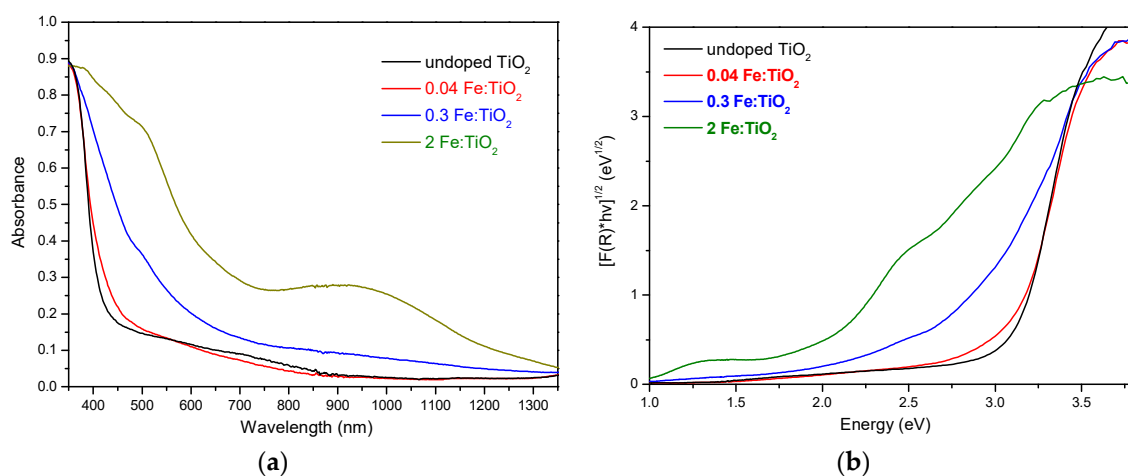 1.0
0.9
0.8
0.7
0.6
0.5
0.4
0.3
0.2
0.1
0.0
Absorbance
undoped TiO2
0.04 Fe:TiO2
0.3 Fe:TiO2
2 Fe:TiO2
400 500 600 700 800 900 1000 1100 1200 1300
Wavelength (nm)
(a)
4
3
2
1
0
[F(R)*hv]1/2 (eV1/2)
undoped TiO2
0.04 Fe:TiO2
0.3 Fe:TiO2
2 Fe:TiO2
1.0 1.5 2.0 2.5 3.0 3.5
Energy (eV)
(b)